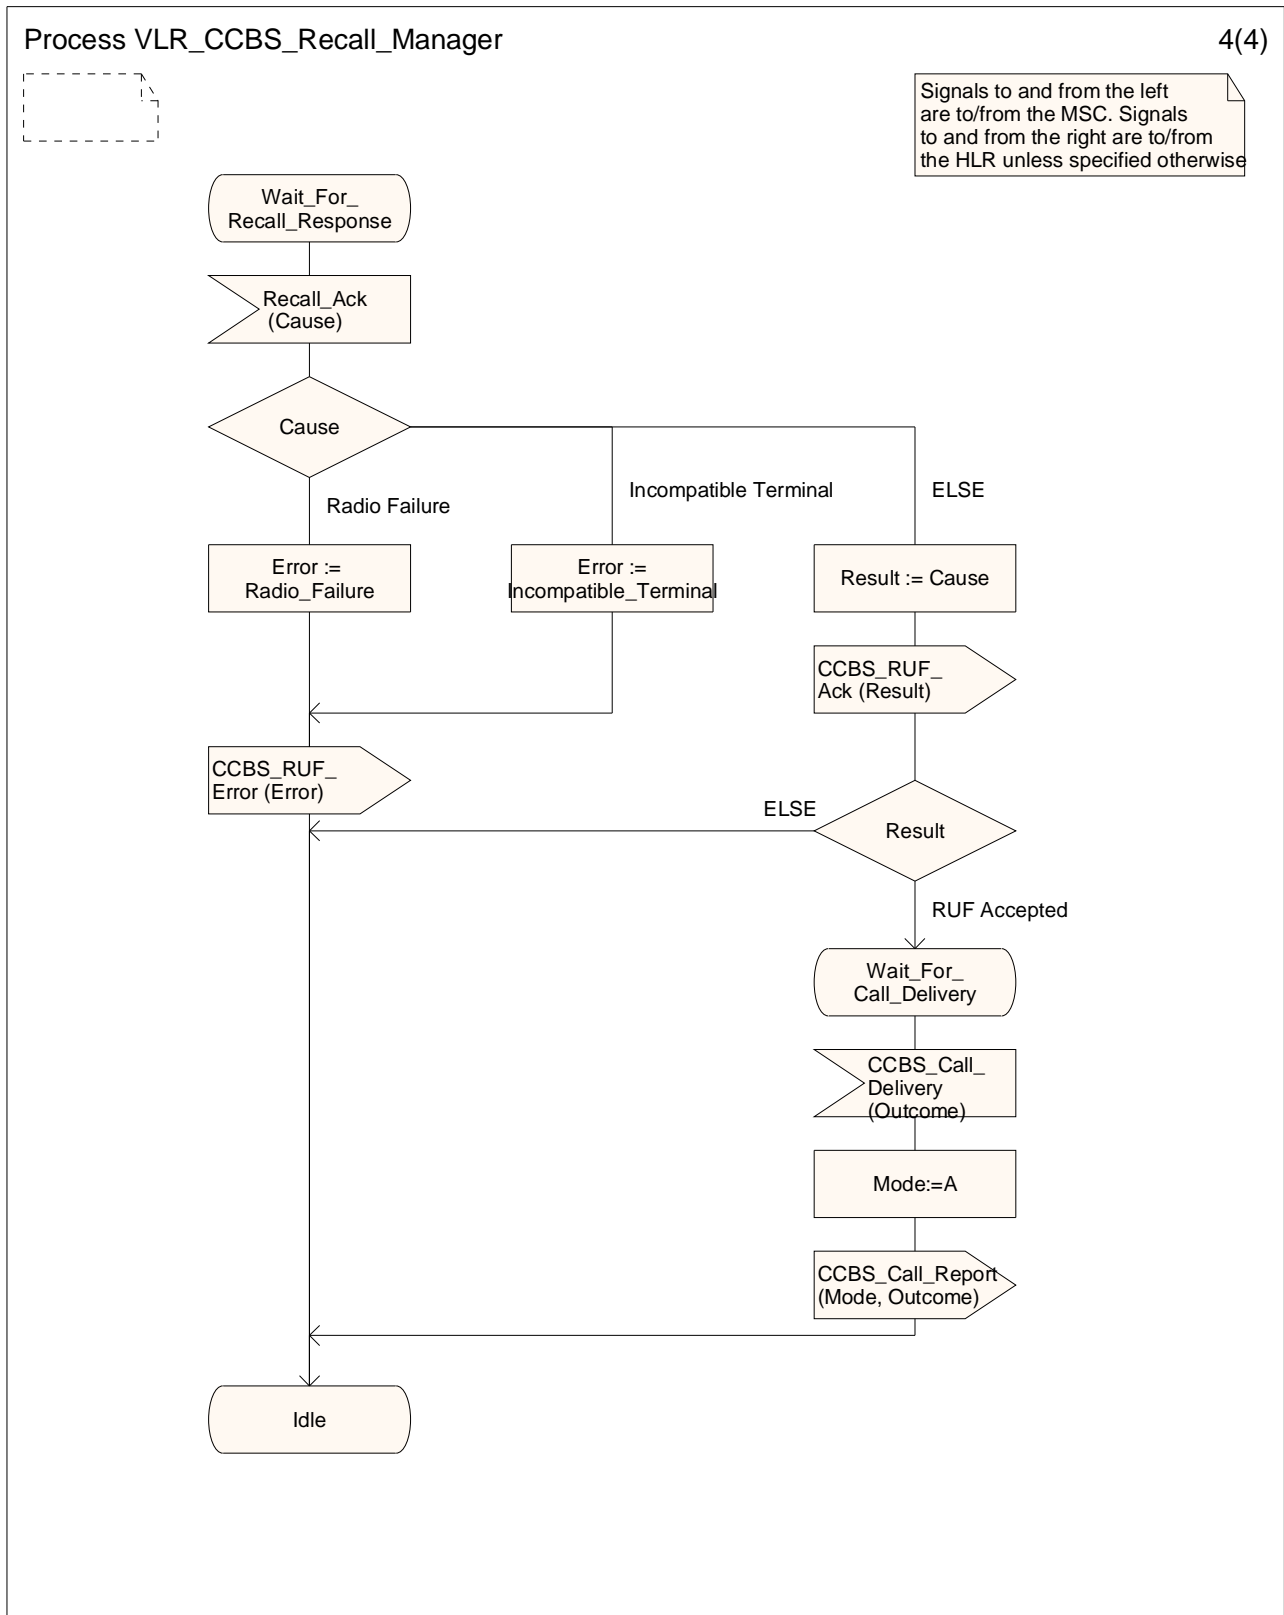 Process VLR_CCBS_Recall_Manager
4(4)
Signals to and from the left
are to/from the MSC. Signals
to and from the right are to/from
the HLR unless specified otherwise
Wait_For_
Recall_Response
Recall_Ack
(Cause)
Cause
Radio Failure
Incompatible Terminal
ELSE
Error :=
Radio_Failure
Error :=
Incompatible_Terminal
Result := Cause
CCBS_RUF_
Ack (Result)
CCBS_RUF_
Error (Error)
ELSE
Result
RUF Accepted
Wait_For_
Call_Delivery
CCBS_Call_
Delivery
(Outcome)
Mode:=A
CCBS_Call_Report
(Mode, Outcome)
Idle